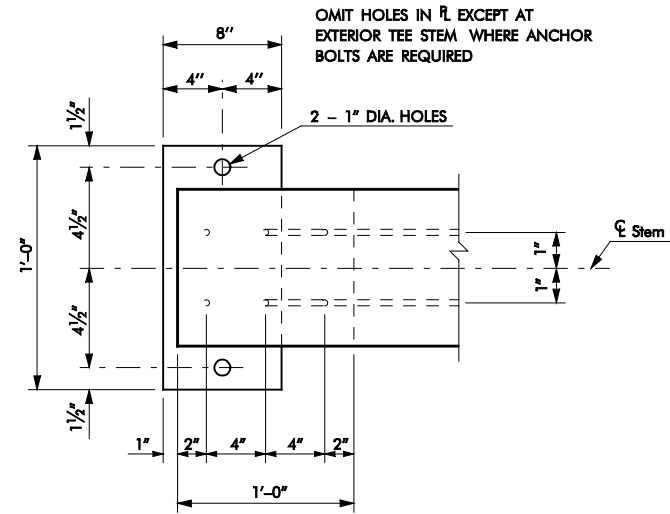 OMIT HOLES IN ℙL EXCEPT AT
EXTERIOR TEE STEM WHERE ANCHOR
BOLTS ARE REQUIRED
8"
4" 4"
2 – 1" DIA. HOLES
1½"
4½"
1'–0"
4½"
1½"
℄ Stem
1"
1"
1" 2" 4" 4" 2"
1'–0"